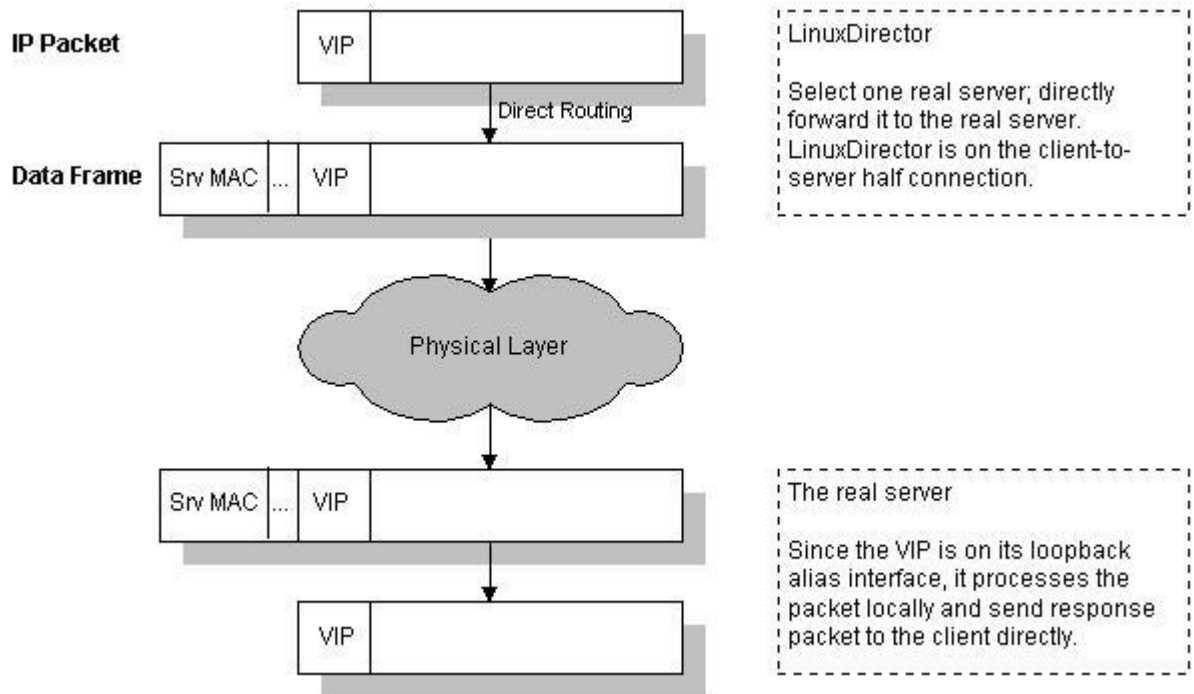 IP Packet
VIP
Direct Routing
Data Frame
Srv MAC ... VIP
Physical Layer
Srv MAC ... VIP
VIP
LinuxDirector
Select one real server; directly
forward it to the real server.
LinuxDirector is on the client-to-
server half connection.
The real server
Since the VIP is on its loopback
alias interface, it processes the
packet locally and send response
packet to the client directly.